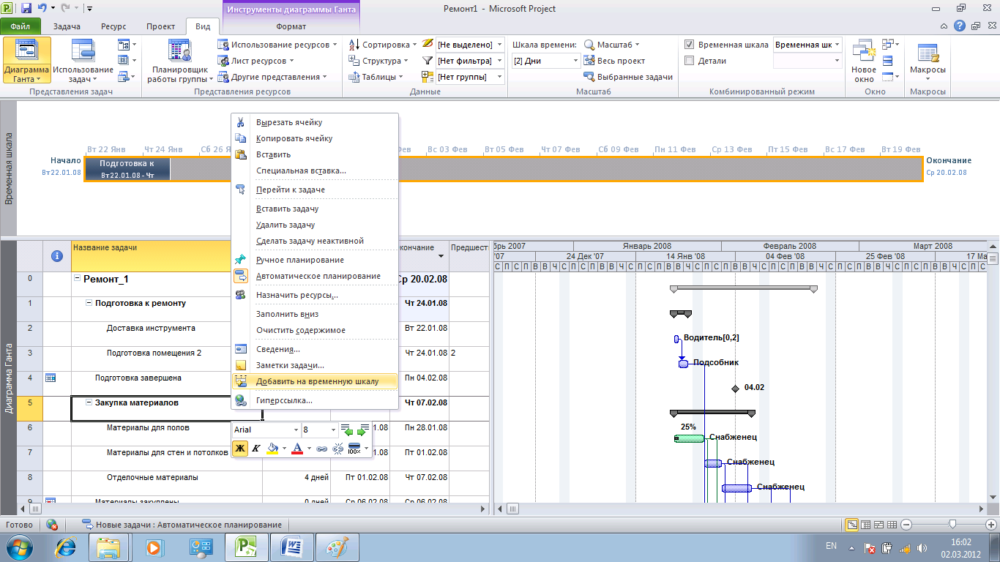 Инструменты диаграммы Ганта
Ремонт1 - Microsoft Project
Файл Задача Ресурс Проект Вид Формат
Диаграмма Ганта
Использование задач
Представления задач
Планировщик работы группы
Использование ресурсов
Лист ресурсов
Другие представления
Представления ресурсов
Сортировка
Структура
Таблицы
[Не выделено]
[Нет фильтра]
[Нет группы]
Данные
Шкала времени:
[2] Дни
Масштаб
Весь проект
Выбранные задачи
Масштаб
Временная шкала Временная шк
Детали
Комбинированный режим
Новое окно
Окно
Макросы
Макросы
Временная шкала
Вт 22 Янв Чт 24 Янв Сб 26 Я Фев Вс 03 Фев Вт 05 Фев Чт 07 Фев Сб 09 Фев Пн 11 Фев Ср 13 Фев Пт 15 Фев Вс 17 Фев Вт 19 Фев
Начало
Вт 22.01.08
Подготовка к
Вт 22.01.08 - Чт
Окончание
Ср 20.02.08
Вырезать ячейку
Копировать ячейку
Вставить
Специальная вставка...
Перейти к задаче
Вставить задачу
Удалить задачу
Сделать задачу неактивной
Ручное планирование
Автоматическое планирование
Назначить ресурсы...
Заполнить вниз
Очистить содержимое
Сведения...
Заметки задачи...
Добавить на временную шкалу
Гиперссылка...
Arial 8
Ж К А 100%
Диаграмма Ганта
Название задачи кончание Предшест
0 Ремонт_1 Ср 20.02.08
1 Подготовка к ремонту Чт 24.01.08
2 Доставка инструмента Вт 22.01.08
3 Подготовка помещения 2 Чт 24.01.08 2
4 Подготовка завершена Пн 04.02.08
5 Закупка материалов Чт 07.02.08
6 Материалы для полов 1.08 Пн 28.01.08
7 Материалы для стен и потолков 1.08 Пт 01.02.08
8 Отделочные материалы 4 дней Пт 01.02.08 Чт 07.02.08
9 Материалы закуплены 0 дней Ср 06.02.08 Ср 06.02.08
брь 2007 Январь 2008 Февраль 2008 Март 2008
'07 24 Дек '07 14 Янв '08 04 Фев '08 25 Фев '08 17 Ма
С П С П В В Ч С П С П В В Ч С П С П В В Ч С П С П В В Ч С П С П В В Ч С
Водитель[0,2]
Подсобник
04.02
25%
Снабженец
Снабженец
Снабженец
Готово Новые задачи : Автоматическое планирование
EN
16:02
02.03.2012